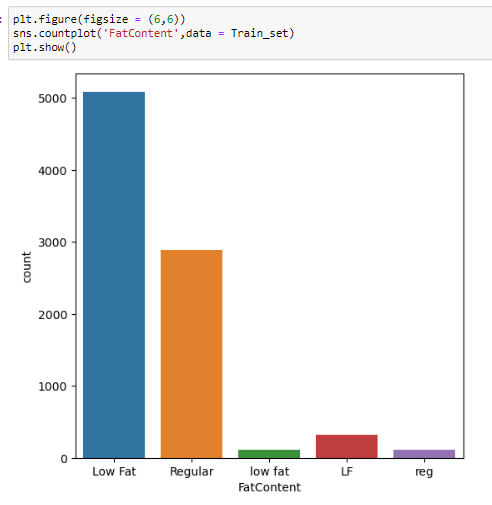 :
plt.figure(figsize = (6,6))
sns.countplot('FatContent',data = Train_set)
plt.show()
5000
4000
3000
2000
1000
0
count
Low Fat Regular low fat LF reg
FatContent